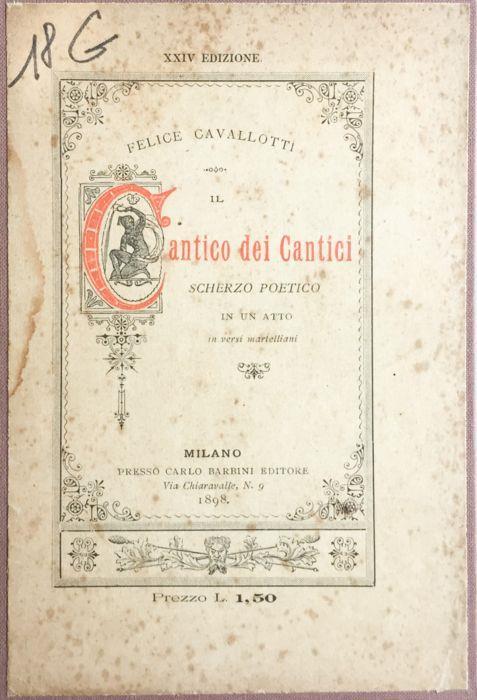 18 G
XXIV EDIZIONE.
FELICE CAVALLOTTI
IL
Cantico dei Cantici
SCHERZO POETICO
IN UN ATTO
in versi martelliani
MILANO
PRESSO CARLO BARBINI EDITORE
Via Chiaravalle, N. 9
1898.
Prezzo L. 1,50